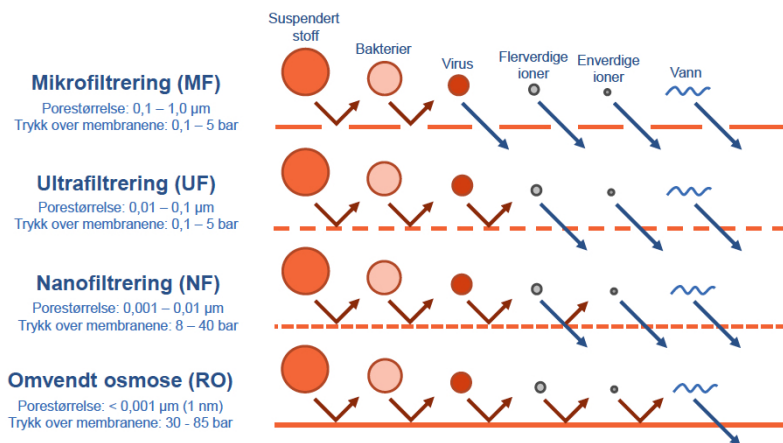 Suspendert
stoff
Bakterier
Virus
Flerverdige
ioner
Enverdige
ioner
Vann
Mikrofiltrering (MF)
Porestørrelse: 0,1 – 1,0 µm
Trykk over membranene: 0,1 – 5 bar
Ultrafiltrering (UF)
Porestørrelse: 0,01 – 0,1 µm
Trykk over membranene: 0,1 – 5 bar
Nanofiltrering (NF)
Porestørrelse: 0,001 – 0,01 µm
Trykk over membranene: 8 – 40 bar
Omvendt osmose (RO)
Porestørrelse: < 0,001 µm (1 nm)
Trykk over membranene: 30 - 85 bar